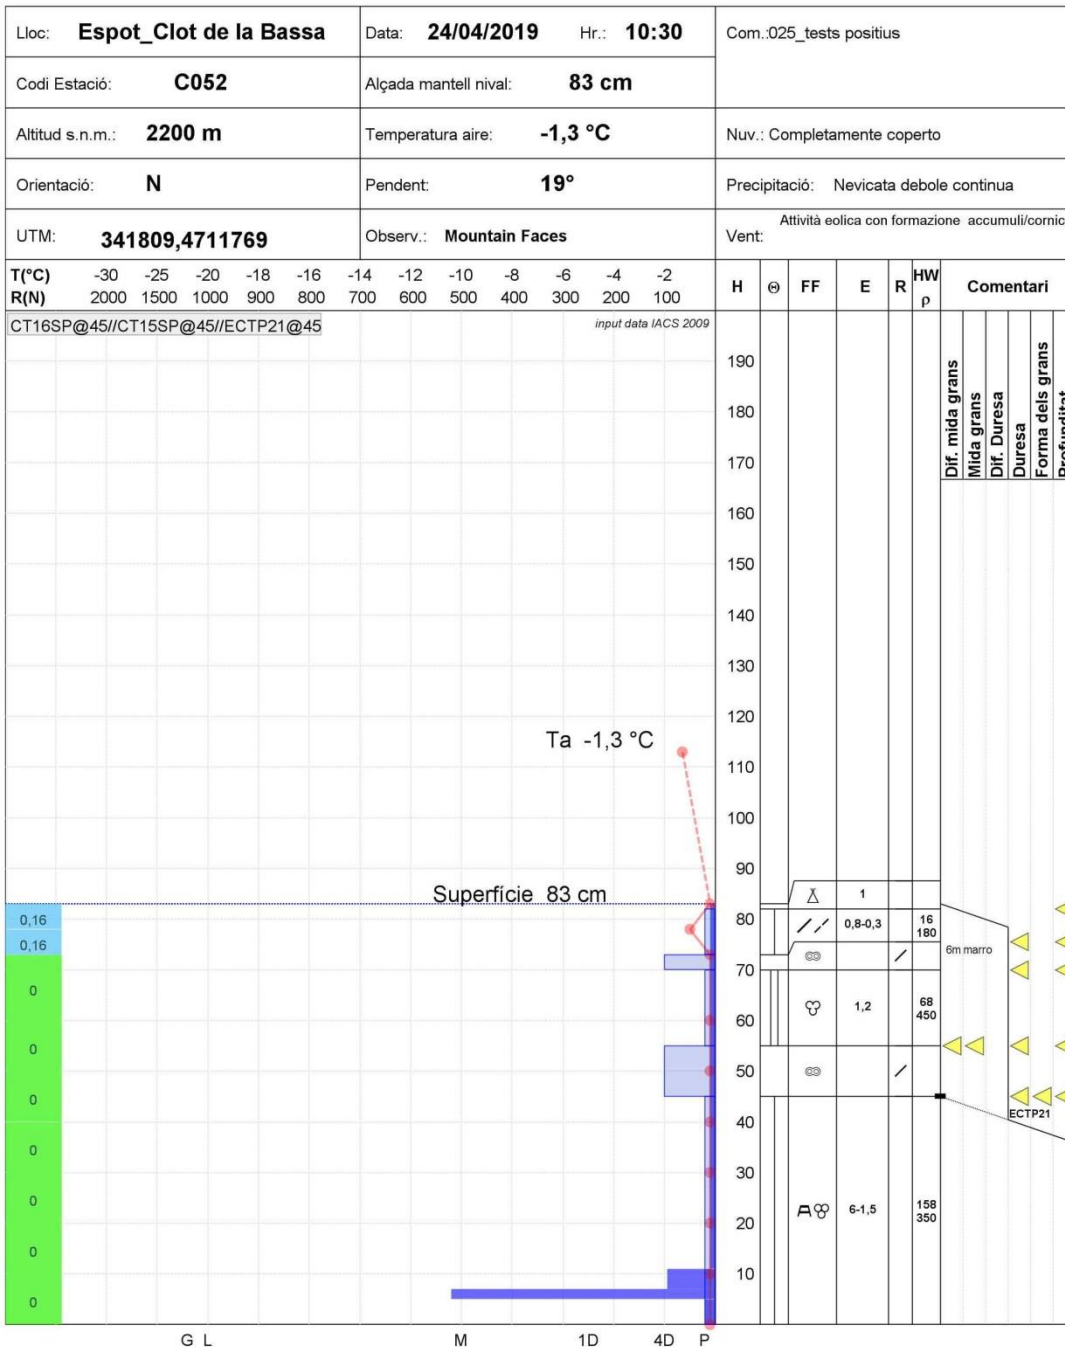 Lloc: Espot_Clot de la Bassa Data: 24/04/2019 Hr.: 10:30 Com.:025_tests positius
Codi Estació: C052 Alçada mantell nival: 83 cm
Altitud s.n.m.: 2200 m Temperatura aire: -1,3 °C Nuv.: Completamente coperto
Orientació: N Pendent: 19° Precipitació: Nevicata debole continua
UTM: 341809,4711769 Observ.: Mountain Faces Vent: Attività eolica con formazione accumuli/cornic
T(°C) -30 -25 -20 -18 -16 -14 -12 -10 -8 -6 -4 -2
R(N) 2000 1500 1000 900 800 700 600 500 400 300 200 100
H Θ FF E R HW ρ Comentari
CT16SP@45//CT15SP@45//ECTP21@45 input data IACS 2009
Dif. mida grans
Mida grans
Dif. Duresa
Duresa
Forma dels grans
Profunditat
190
180
170
160
150
140
130
120
Ta -1,3 °C
110
100
90
Superfície 83 cm
1
0,16 80 0,8-0,3 16
180
0,16
6m marro
70
0
60 1,2 68
450
0
50
0
40
ECTP21
0
30
0
20 6-1,5 158
350
0
10
0
G L M 1D 4D P